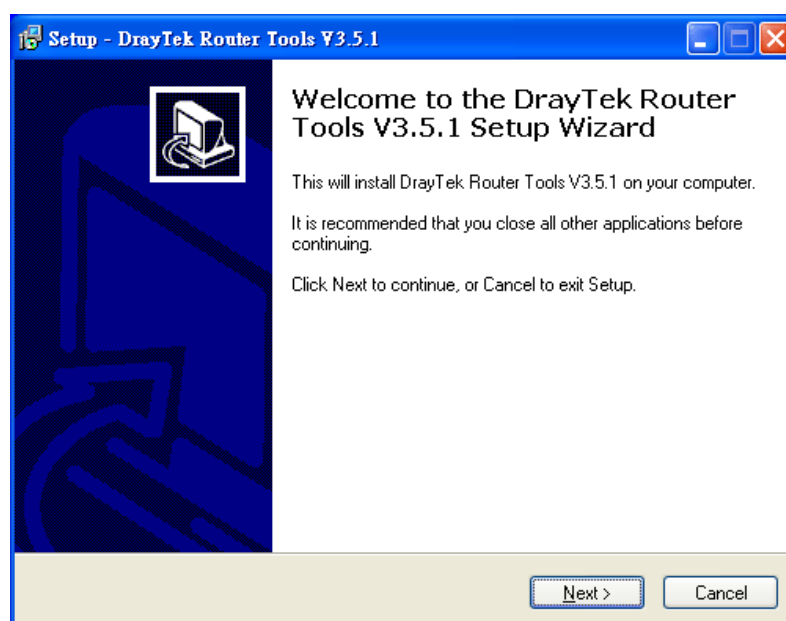 Setup - DrayTek Router Tools V3.5.1
Welcome to the DrayTek Router
Tools V3.5.1 Setup Wizard
This will install DrayTek Router Tools V3.5.1 on your computer.
It is recommended that you close all other applications before
continuing.
Click Next to continue, or Cancel to exit Setup.
Next >
Cancel